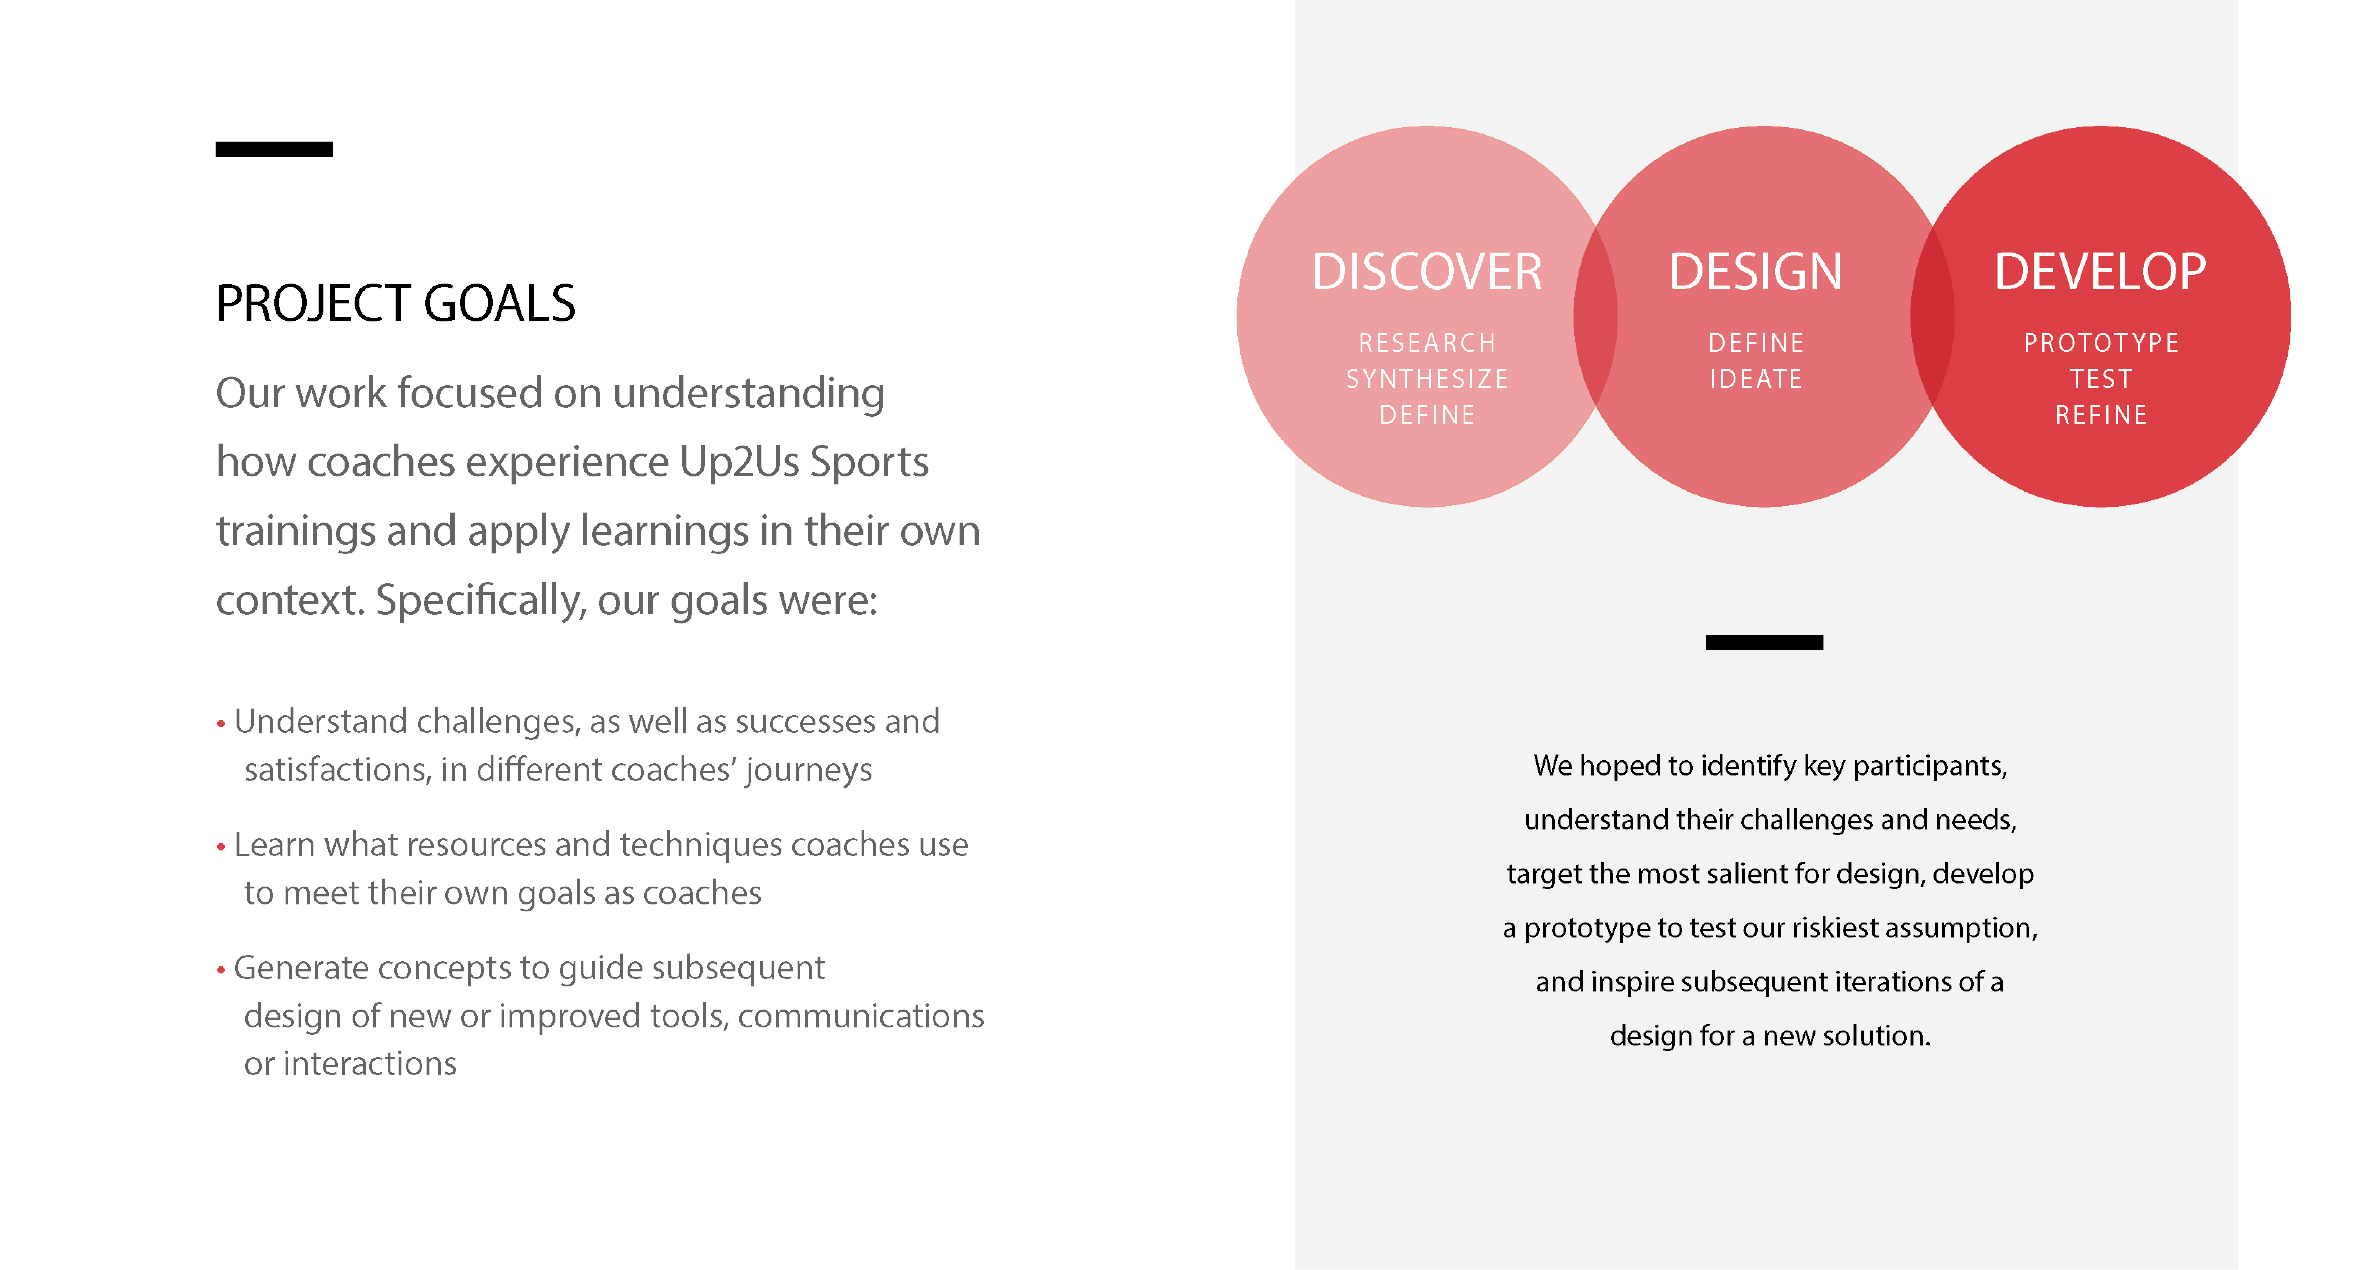 PROJECT GOALS
Our work focused on understanding
how coaches experience Up2Us Sports
trainings and apply learnings in their own
context. Specifically, our goals were:
• Understand challenges, as well as successes and
satisfactions, in different coaches’ journeys
• Learn what resources and techniques coaches use
to meet their own goals as coaches
• Generate concepts to guide subsequent
design of new or improved tools, communications
or interactions
DISCOVER
RESEARCH
SYNTHESIZE
DEFINE
DESIGN
DEFINE
IDEATE
DEVELOP
PROTOTYPE
TEST
REFINE
We hoped to identify key participants,
understand their challenges and needs,
target the most salient for design, develop
a prototype to test our riskiest assumption,
and inspire subsequent iterations of a
design for a new solution.